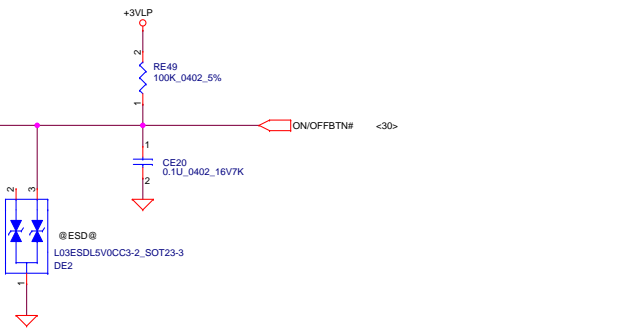 +3VLP
2
RE49
100K_0402_5%
1
ON/OFFBTN# <30>
1
CE20
0.1U_0402_16V7K
2
2 3
@ESD@
L03ESDL5V0CC3-2_SOT23-3
DE2
1